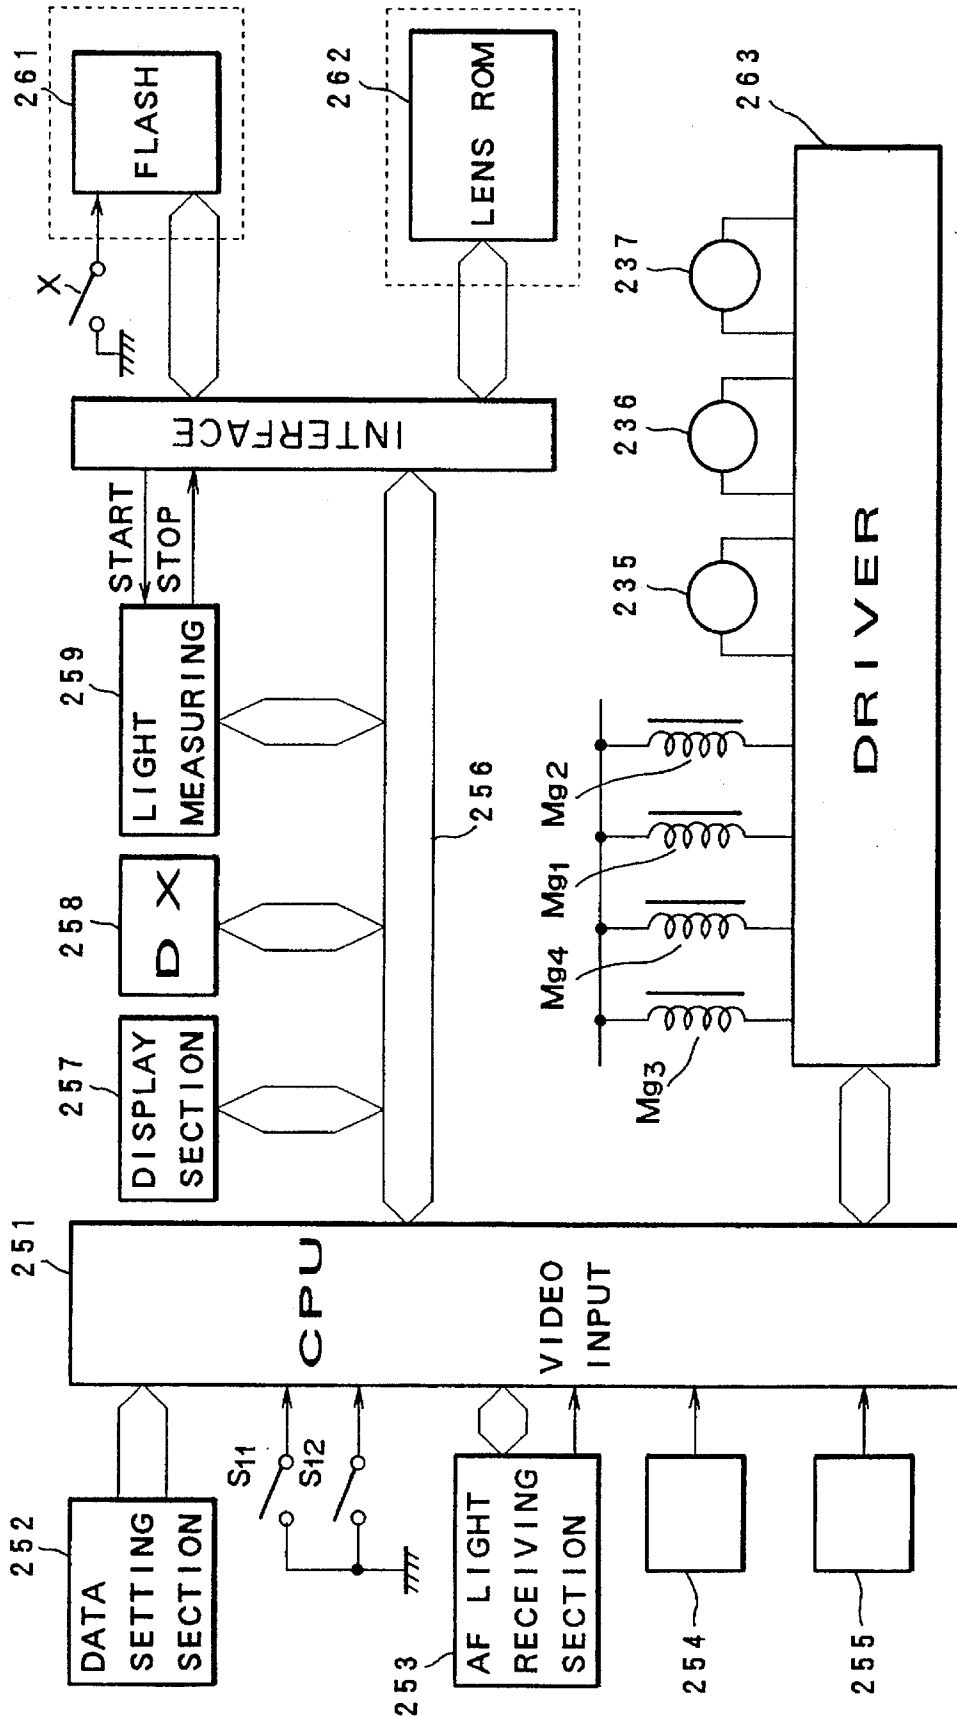 261
FLASH
X
262
LENS ROM
INTERFACE
START
STOP
259
LIGHT
MEASURING
258
DX
257
DISPLAY
SECTION
256
251
CPU
VIDEO
INPUT
252
DATA
SETTING
SECTION
S11
S12
253
AF LIGHT
RECEIVING
SECTION
254
255
263
DRIVER
237
236
235
Mg2
Mg1
Mg4
Mg3